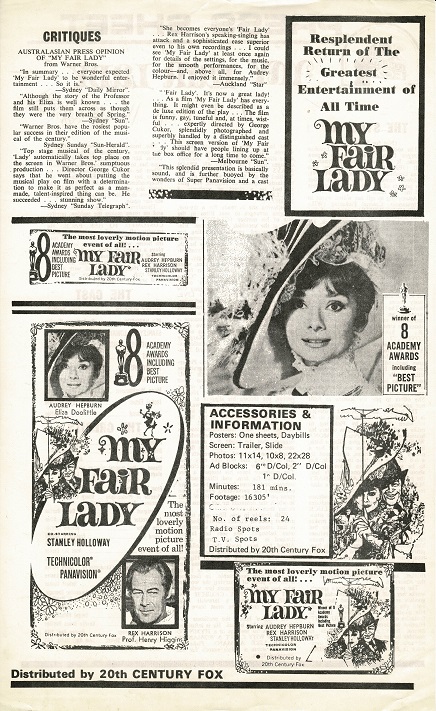 CRITIQUES
AUSTRALASIAN PRESS OPINION
OF "MY FAIR LADY"
from Warner Bros.
"In summary . . . everyone expected
'My Fair Lady' to be wonderful enter-
tainment . . . So it is."
—Sydney "Daily Mirror".
"Although the story of the Professor
and his Eliza is well known . . . the
film still puts them across as though
they were the very breath of Spring."
—Sydney "Sun".
"Warner Bros. have the rosiest popu-
lar success in their edition of the musi-
cal of the century."
Sydney Sunday "Sun-Herald".
"Top stage musical of the century,
'Lady' automatically takes top place on
the screen in Warner Bros.' sumptuous
production . . . Director George Cukor
says that he went about putting the
musical play on film with a determina-
tion to make it as perfect as a man-
made, talent-inspired thing can be. He
succeeded . . . stunning show."
—Sydney "Sunday Telegraph".
"She becomes everyone's 'Fair Lady'
. . . Rex Harrison's speaking-singing has
attack and a sophisticated ease superior
even to his own recordings . . . I could
see 'My Fair Lady' at least once again
for details of the settings, for the music,
for the smooth performances, for the
colour—and, above all, for Audrey
Hepburn. I enjoyed it immensely."
—Auckland "Star"
"'Fair Lady'. It's now a great lady!
. . . As a film 'My Fair Lady' has every-
thing. It might even be described as a
de luxe edition of the play . . . The film
is funny, gay, tuneful and, at times, wist-
ful . . . expertly directed by George
Cukor, splendidly photographed and
superbly handled by a distinguished cast
. . . This screen version of 'My Fair
Lady' should have people lining up at
the box office for a long time to come."
—Melbourne "Sun".
"This splendid presentation is basically
sound, and is further buoyed by the
wonders of Super Panavision and a cast
Resplendent
Return of The
Greatest
Entertainment of
All Time
MY
FAIR
LADY
8
ACADEMY
AWARDS
INCLUDING
BEST
PICTURE
The most loverly motion picture
event of all! . . .
MY FAIR
LADY
Starring
AUDREY HEPBURN
REX HARRISON
STANLEY HOLLOWAY
TECHNICOLOR
PANAVISION
Distributed by 20th Century Fox
winner of
8
ACADEMY
AWARDS
including
"BEST
PICTURE"
8
ACADEMY
AWARDS
INCLUDING
BEST
PICTURE
AUDREY HEPBURN
Eliza Doolittle
MY
FAIR
LADY
CO-STARRING
STANLEY HOLLOWAY
TECHNICOLOR®
PANAVISION®
The
most
loverly
motion
picture
event of all!
REX HARRISON
Prof. Henry Higgins
Distributed by 20th Century Fox
ACCESSORIES &
INFORMATION
Posters: One sheets, Daybills
Screen: Trailer, Slide
Photos: 11x14, 10x8, 22x28
Ad Blocks: 6" D/Col, 2" D/Col
1" D/Col.
Minutes: 181 mins.
Footage: 16305'
No. of reels: 24
Radio Spots
T.V. Spots
Distributed by 20th Century Fox
The most loverly motion picture
event of all! . . .
MY FAIR
LADY
Starring AUDREY HEPBURN
REX HARRISON
STANLEY HOLLOWAY
TECHNICOLOR
PANAVISION
Winner of 8
Academy
Awards
Including
Best Picture
Distributed by
20th Century Fox
Distributed by 20th CENTURY FOX